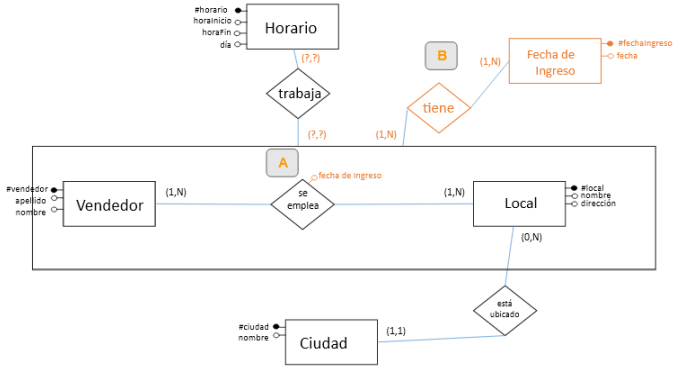 #horario
horaInicio
horaFin
día
Horario
(?,?)
trabaja
(?,?)
B
(1,N)
Fecha de
Ingreso
#fechaIngreso
fecha
tiene
(1,N)
A
fecha de ingreso
#vendedor
apellido
nombre
Vendedor
(1,N)
se
emplea
(1,N)
Local
#local
nombre
dirección
(0,N)
está
ubicado
#ciudad
nombre
Ciudad
(1,1)